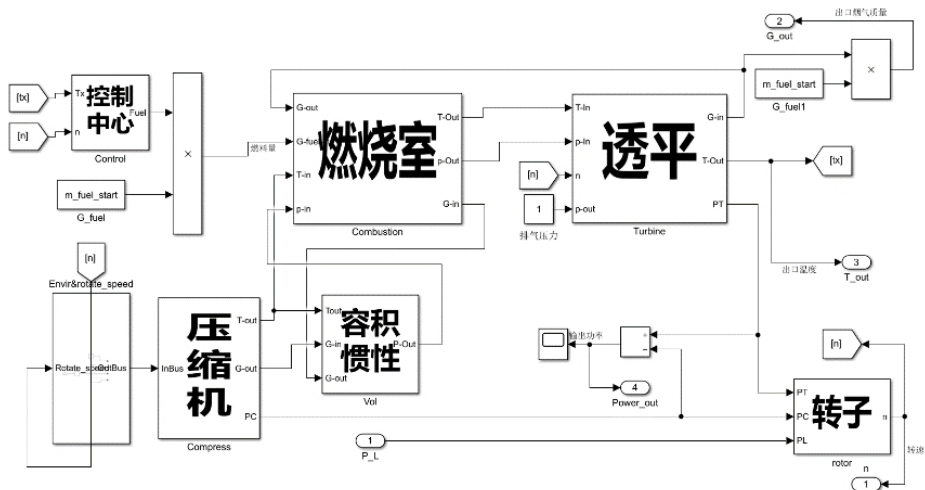 出口烟气质量
2
G_out
×
m_fuel_start
G_fuel1
[tx]
[n]
Tx
n
控制
中心
Fuel
Control
×
燃料量
m_fuel_start
G_fuel
G-out
G-fuel
T-in
p-in
燃烧室
T-Out
p-Out
G-in
Combustion
[n]
1
排气压力
T-In
p-In
n
p-out
透平
G-in
T-Out
PT
Turbine
[tx]
出口温度
3
T_out
[n]
Envir&rotate_speed
Rotate_speed
InBus
压
缩
机
T-out
G-out
PC
Compress
Tout
G-in
G-out
容积
惯性
P-Out
Vol
输出功率
+
−
4
Power_out
[n]
1
P_L
PT
PC
PL
转子
n
rotor
转速
n
1